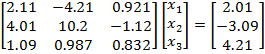 [2.11 -4.21 0.921] [x₁] = [2.01]
[4.01 10.2 -1.12] [x₂] = [-3.09]
[1.09 0.987 0.832] [x₃] = [4.21]